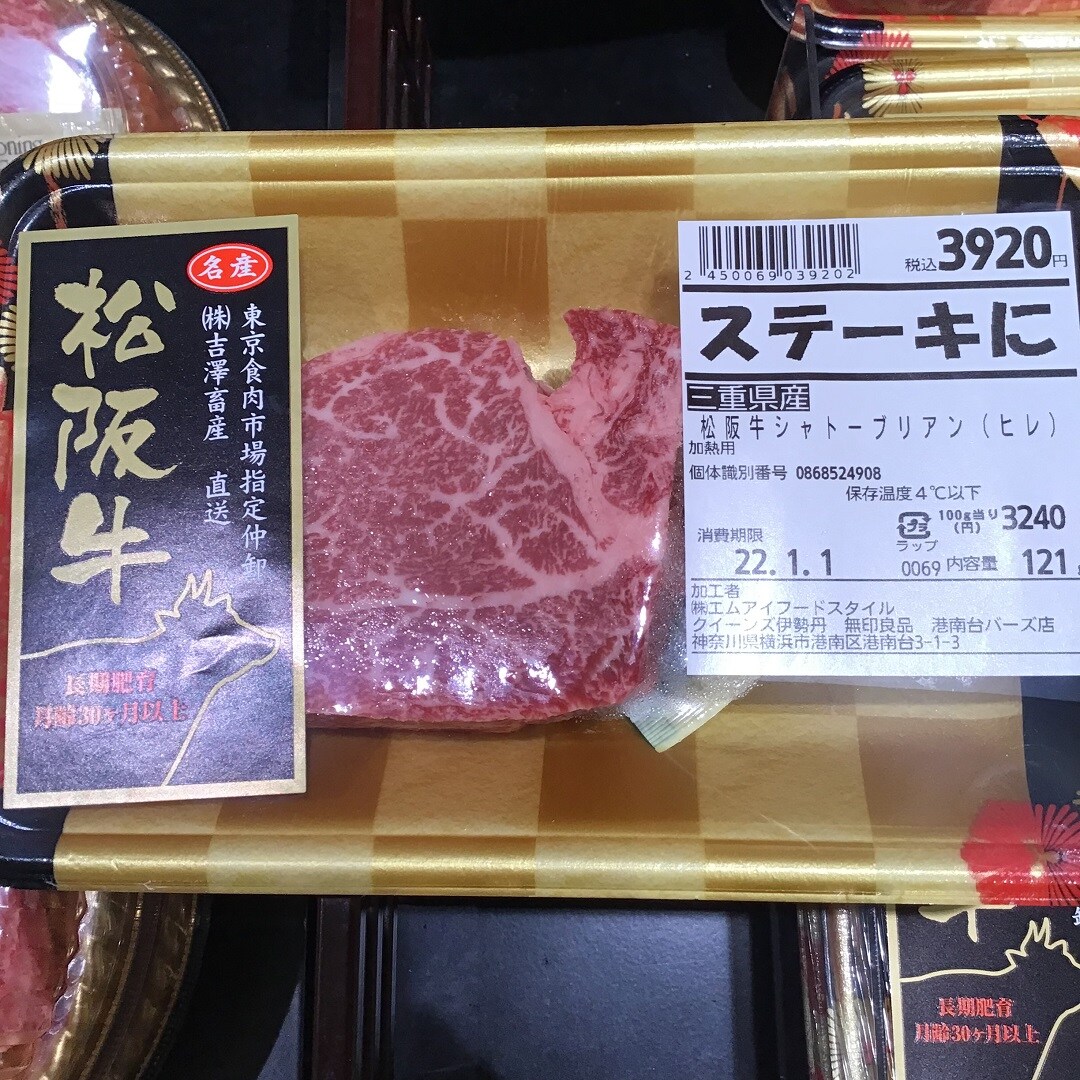 名産
松阪牛
東京食肉市場指定仲卸
㈱吉澤畜産 直送
長期肥育
月齢30ヶ月以上
2 450069 039202
税込3920円
ステーキに
三重県産
松阪牛シャトーブリアン(ヒレ)
加熱用
個体識別番号 0868524908
保存温度4℃以下
プラ
ラップ
100g当り(円) 3240
消費期限
22.1.1
0069 内容量 121
加工者
㈱エムアイフードスタイル
クイーンズ伊勢丹 無印良品 港南台バーズ店
神奈川県横浜市港南区港南台3-1-3
長期肥育
月齢30ヶ月以上